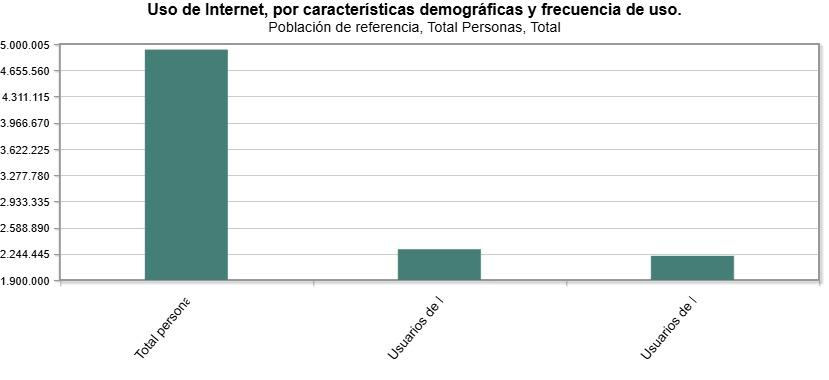 Uso de Internet, por características demográficas y frecuencia de uso.
Población de referencia, Total Personas, Total
5.000.005
4.655.560
4.311.115
3.966.670
3.622.225
3.277.780
2.933.335
2.588.890
2.244.445
1.900.000
Total persona
Usuarios de I
Usuarios de I